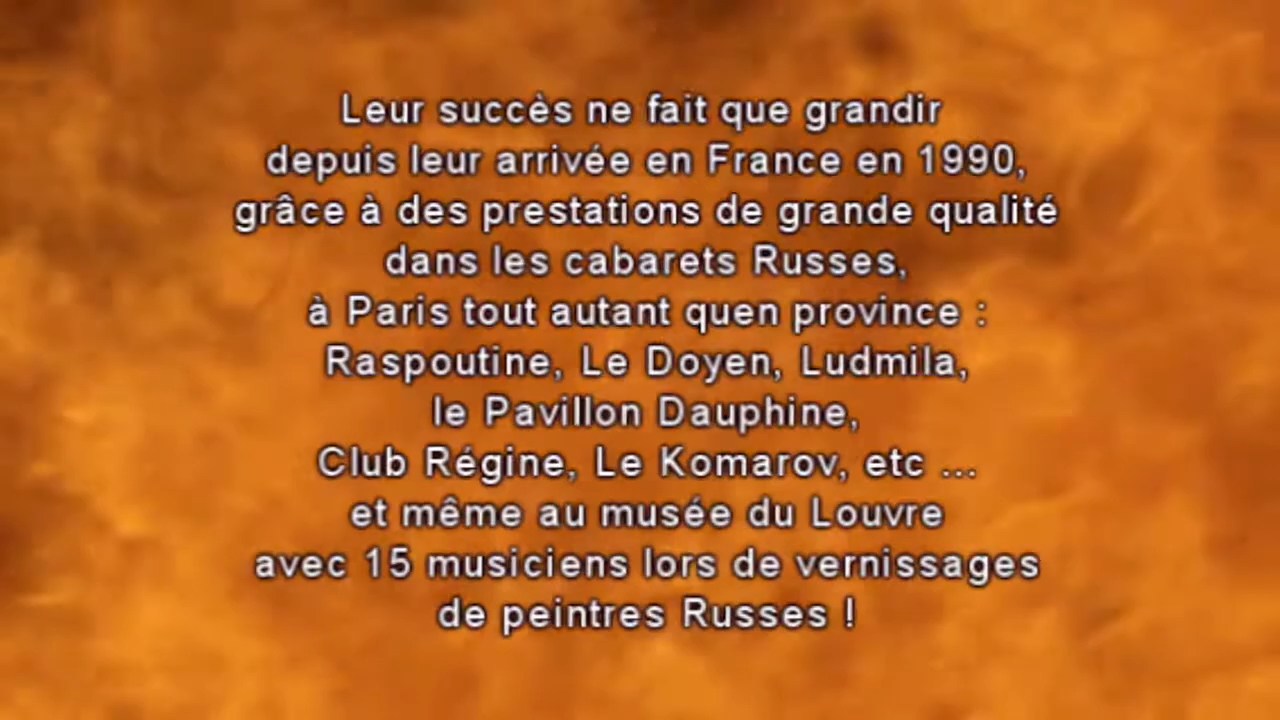 Leur succès ne fait que grandir
depuis leur arrivée en France en 1990,
grâce à des prestations de grande qualité
dans les cabarets Russes,
à Paris tout autant quen province :
Raspoutine, Le Doyen, Ludmila,
le Pavillon Dauphine,
Club Régine, Le Komarov, etc ...
et même au musée du Louvre
avec 15 musiciens lors de vernissages
de peintres Russes !